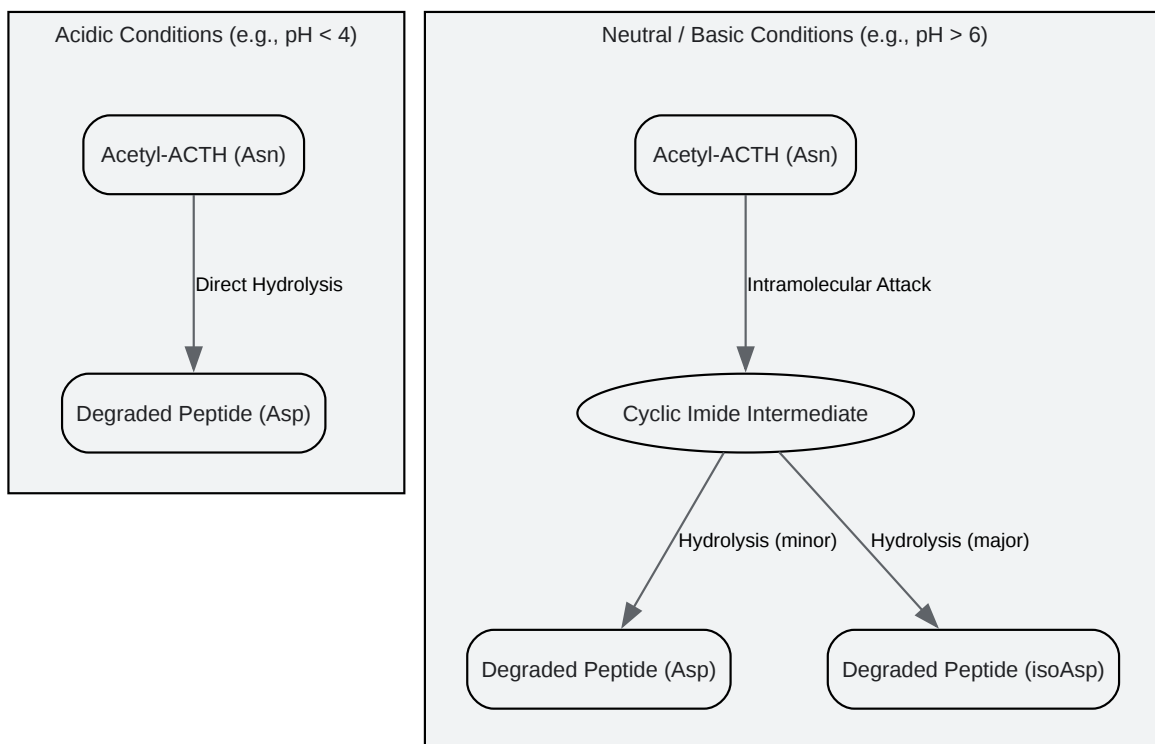 Acidic Conditions (e.g., pH < 4)
Acetyl-ACTH (Asn)
Direct Hydrolysis
Degraded Peptide (Asp)
Neutral / Basic Conditions (e.g., pH > 6)
Acetyl-ACTH (Asn)
Intramolecular Attack
Cyclic Imide Intermediate
Hydrolysis (minor)
Hydrolysis (major)
Degraded Peptide (Asp)
Degraded Peptide (isoAsp)